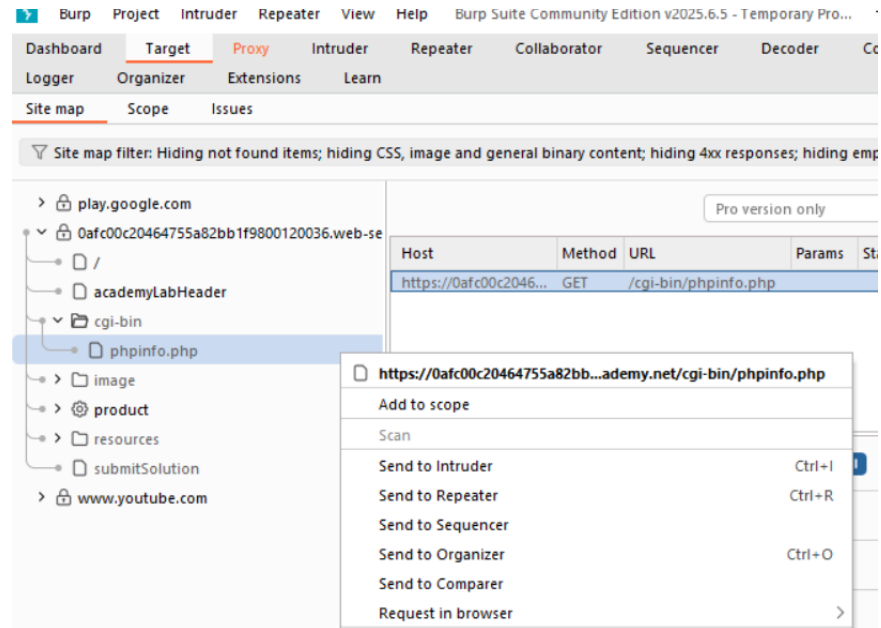 Burp Project Intruder Repeater View Help Burp Suite Community Edition v2025.6.5 - Temporary Pro...
Dashboard Target Proxy Intruder Repeater Collaborator Sequencer Decoder Co
Logger Organizer Extensions Learn
Site map Scope Issues
Site map filter: Hiding not found items; hiding CSS, image and general binary content; hiding 4xx responses; hiding emp
play.google.com
0afc00c20464755a82bb1f9800120036.web-se
/
academyLabHeader
cgi-bin
phpinfo.php
image
product
resources
submitSolution
www.youtube.com
Pro version only
Host Method URL Params Sta
https://0afc00c2046... GET /cgi-bin/phpinfo.php
https://0afc00c20464755a82bb...ademy.net/cgi-bin/phpinfo.php
Add to scope
Scan
Send to Intruder Ctrl+I
Send to Repeater Ctrl+R
Send to Sequencer
Send to Organizer Ctrl+O
Send to Comparer
Request in browser